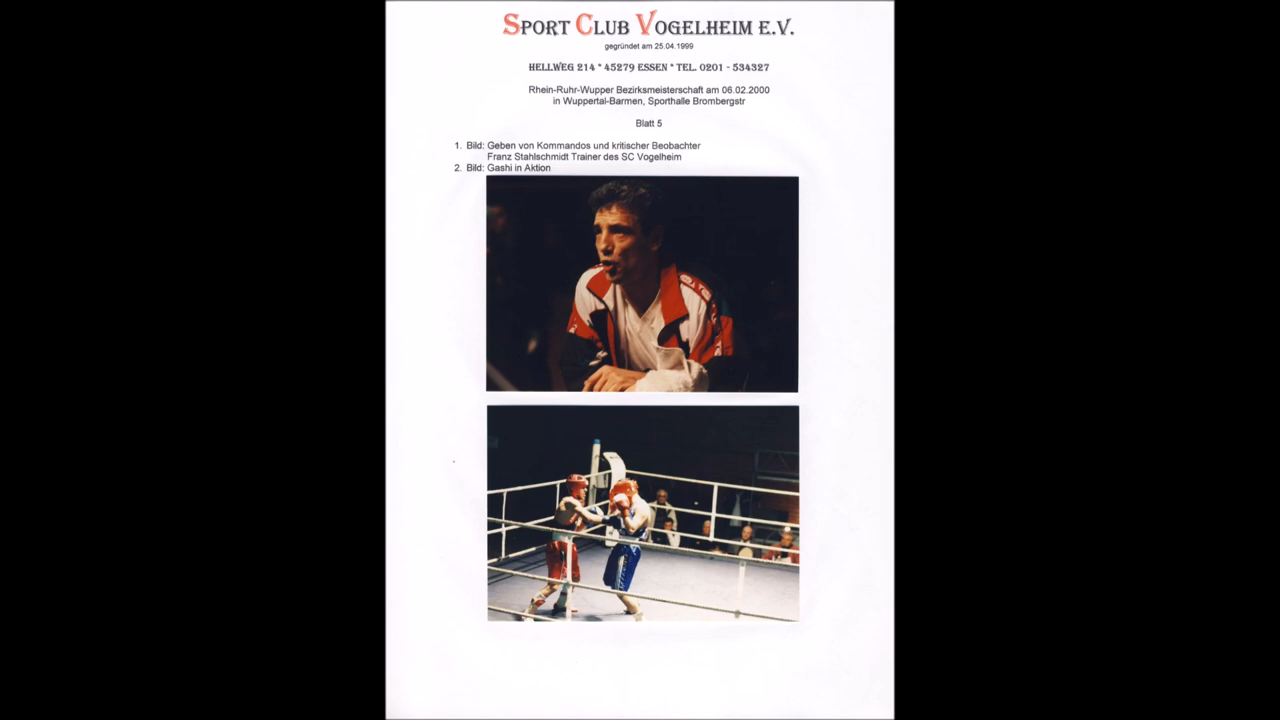 SPORT CLUB VOGELHEIM E.V.
gegründet am 25.04.1999
HELLWEG 214 * 45279 ESSEN * TEL. 0201 - 534327
Rhein-Ruhr-Wupper Bezirksmeisterschaft am 06.02.2000
in Wuppertal-Barmen, Sporthalle Brombergstr
Blatt 5
1. Bild: Geben von Kommandos und kritischer Beobachter
Franz Stahlschmidt Trainer des SC Vogelheim
2. Bild: Gashi in Aktion